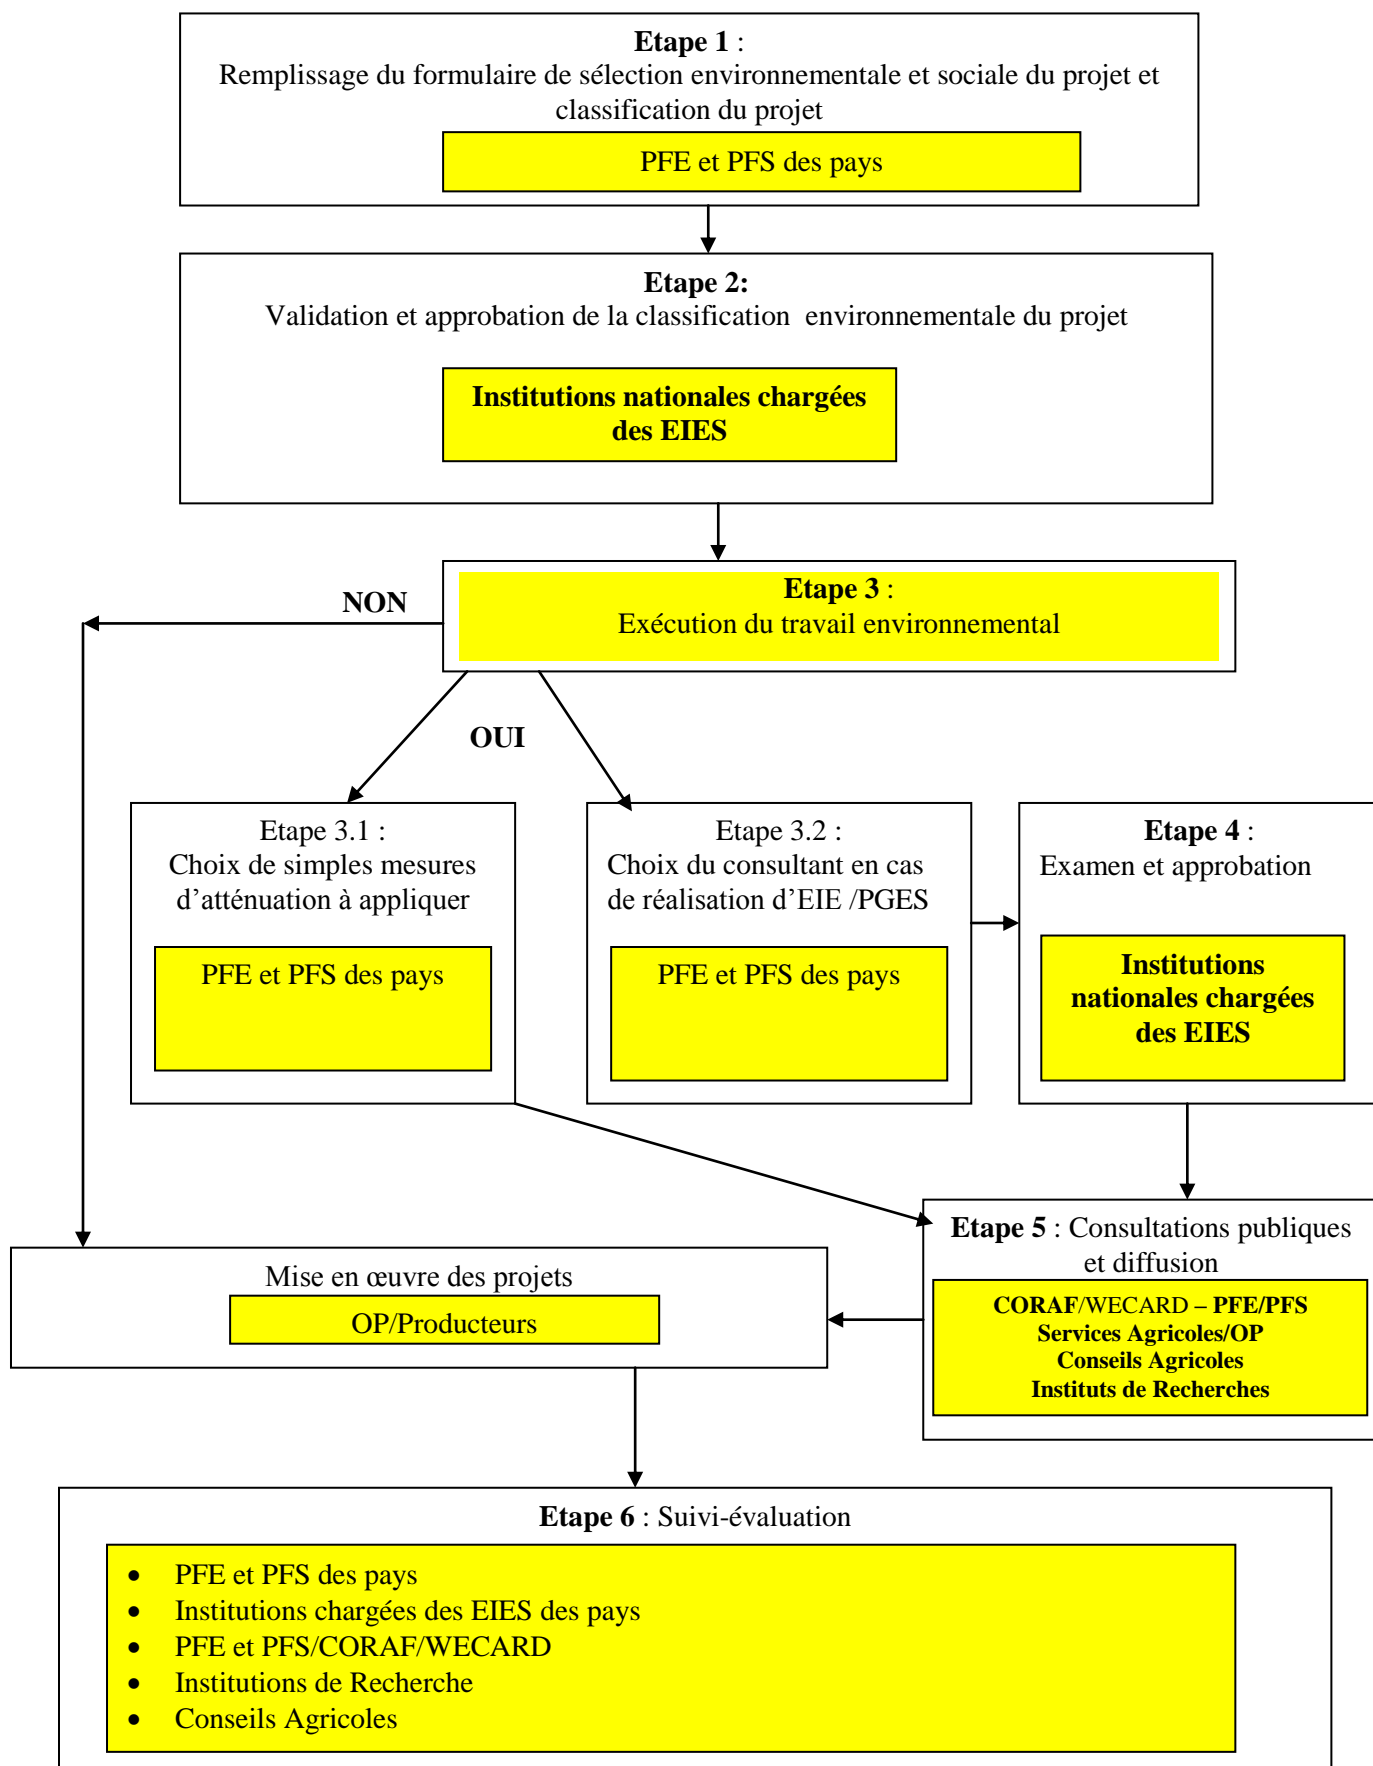 Etape 1 :
Remplissage du formulaire de sélection environnementale et sociale du projet et
classification du projet
PFE et PFS des pays
Etape 2:
Validation et approbation de la classification environnementale du projet
Institutions nationales chargées
des EIES
Etape 3 :
Exécution du travail environnemental
NON
OUI
Etape 3.1 :
Choix de simples mesures
d’atténuation à appliquer
PFE et PFS des pays
Etape 3.2 :
Choix du consultant en cas
de réalisation d’EIE /PGES
PFE et PFS des pays
Etape 4 :
Examen et approbation
Institutions
nationales chargées
des EIES
Etape 5 : Consultations publiques
et diffusion
CORAF/WECARD – PFE/PFS
Services Agricoles/OP
Conseils Agricoles
Instituts de Recherches
Mise en œuvre des projets
OP/Producteurs
Etape 6 : Suivi-évaluation
• PFE et PFS des pays
• Institutions chargées des EIES des pays
• PFE et PFS/CORAF/WECARD
• Institutions de Recherche
• Conseils Agricoles